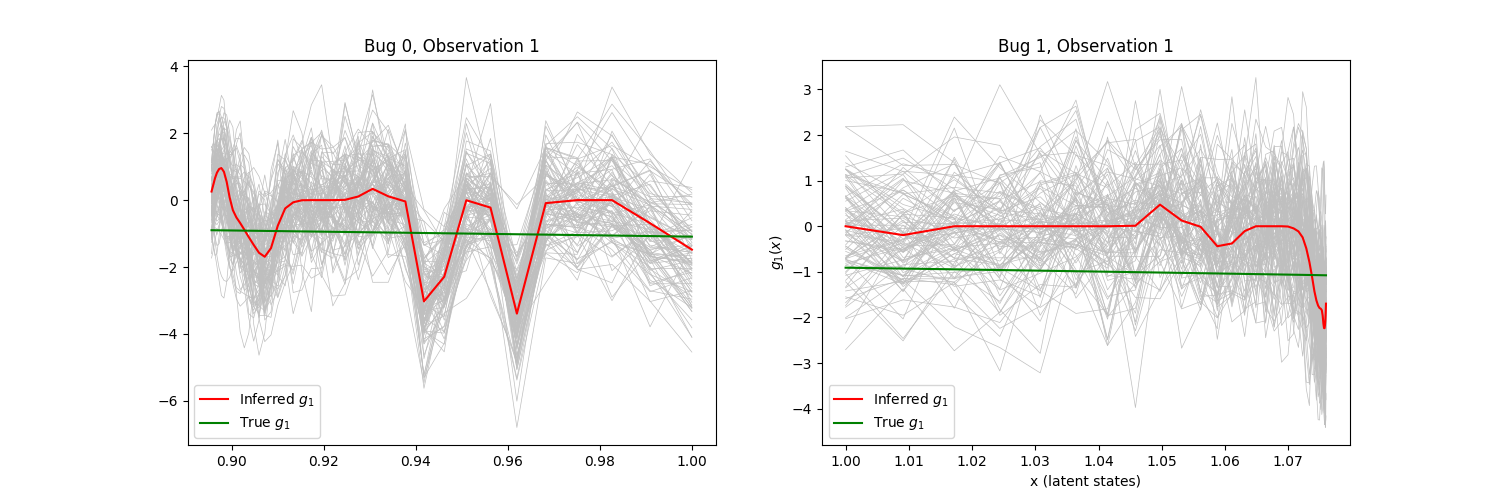 Bug 0, Observation 1
4
2
0
−2
−4
−6
Inferred g₁
True g₁
0.90 0.92 0.94 0.96 0.98 1.00
Bug 1, Observation 1
g₁(x)
3
2
1
0
−1
−2
−3
−4
Inferred g₁
True g₁
1.00 1.01 1.02 1.03 1.04 1.05 1.06 1.07
x (latent states)